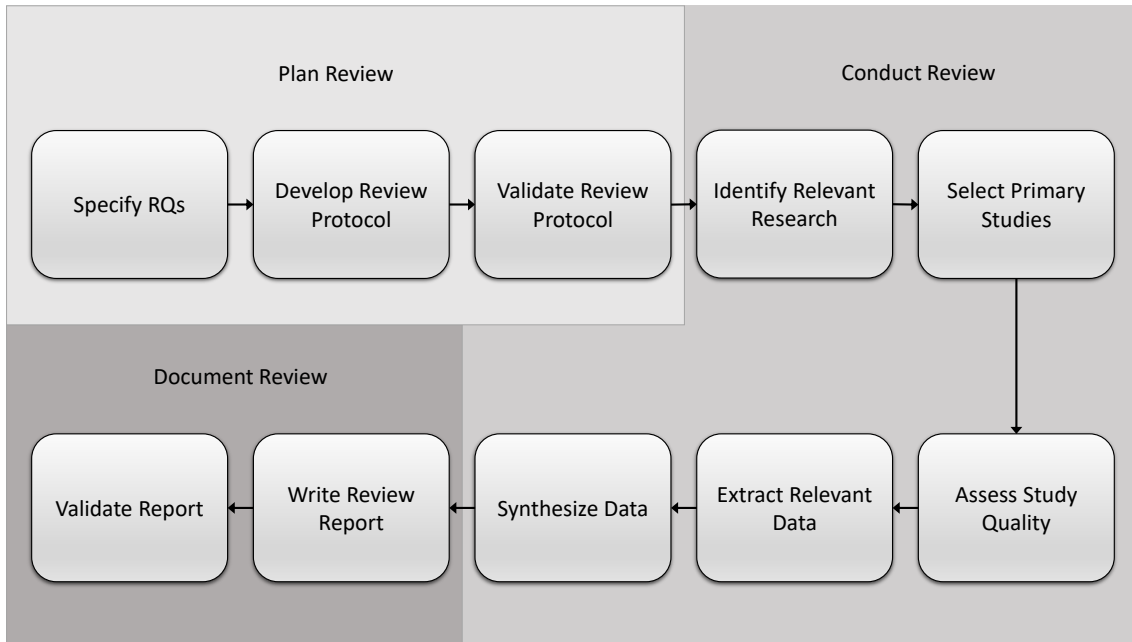 Plan Review
Conduct Review
Specify RQs
Develop Review
Protocol
Validate Review
Protocol
Identify Relevant
Research
Select Primary
Studies
Document Review
Validate Report
Write Review
Report
Synthesize Data
Extract Relevant
Data
Assess Study
Quality